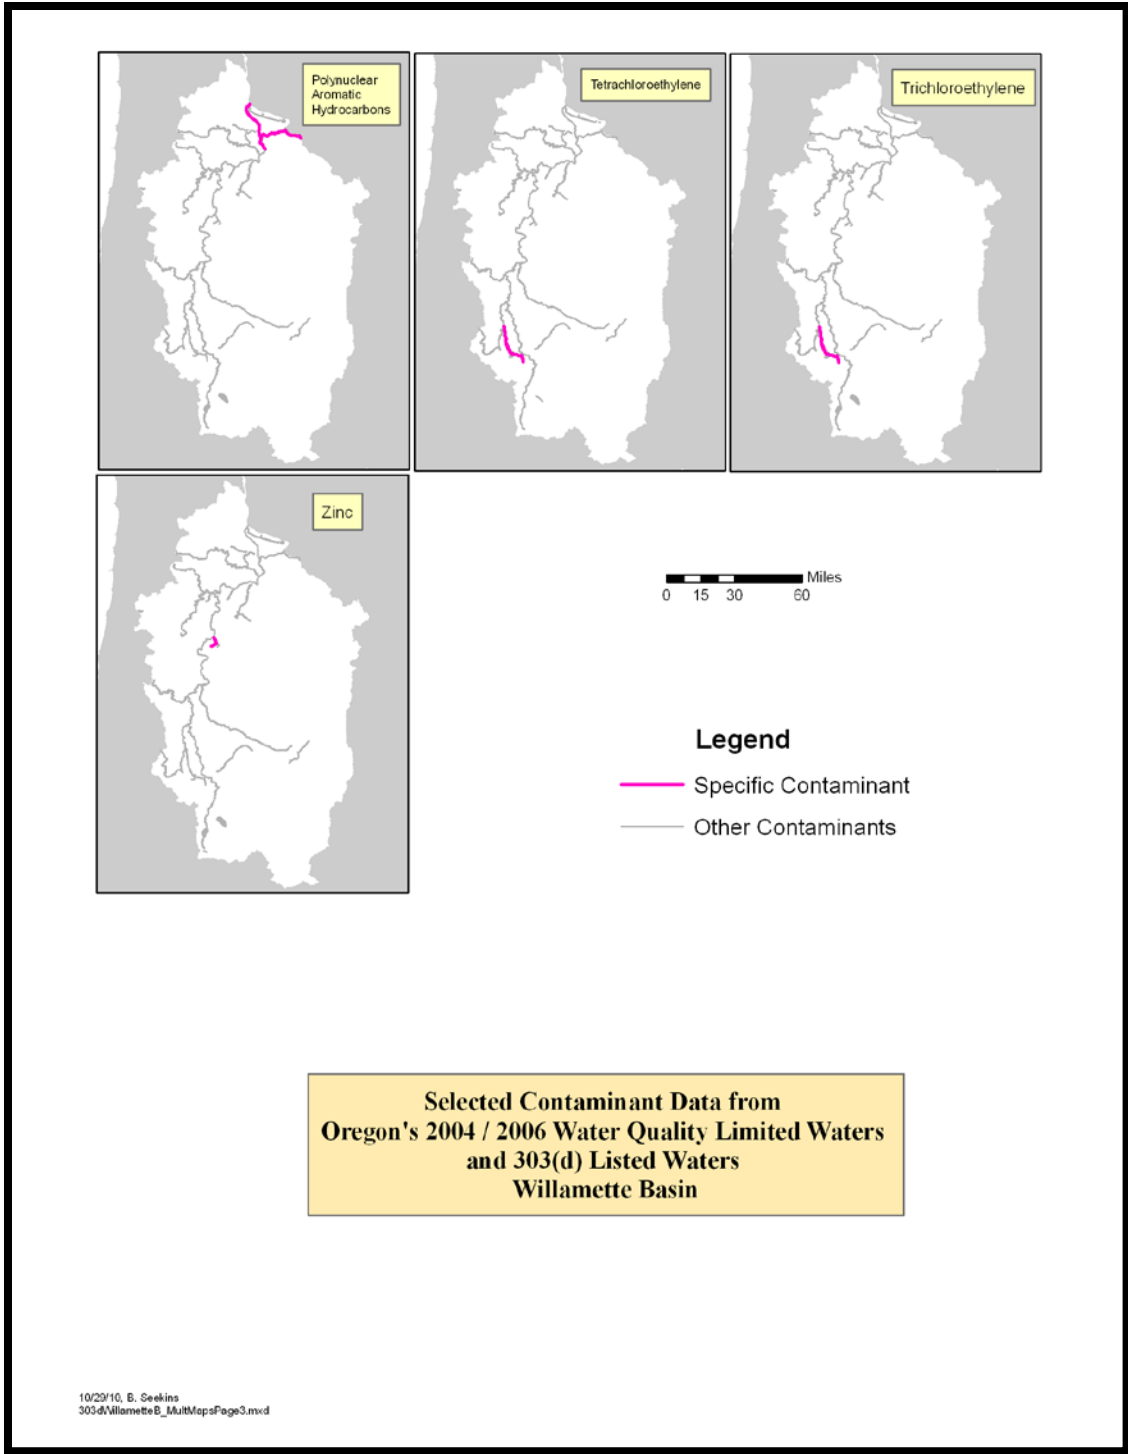 Polynuclear
Aromatic
Hydrocarbons
Tetrachloroethylene
Trichloroethylene
Zinc
Miles
0 15 30 60
Legend
Specific Contaminant
Other Contaminants
Selected Contaminant Data from
Oregon's 2004 / 2006 Water Quality Limited Waters
and 303(d) Listed Waters
Willamette Basin
10/29/10, B. Seekins
303dWillametteB_MultMapsPage3.mxd